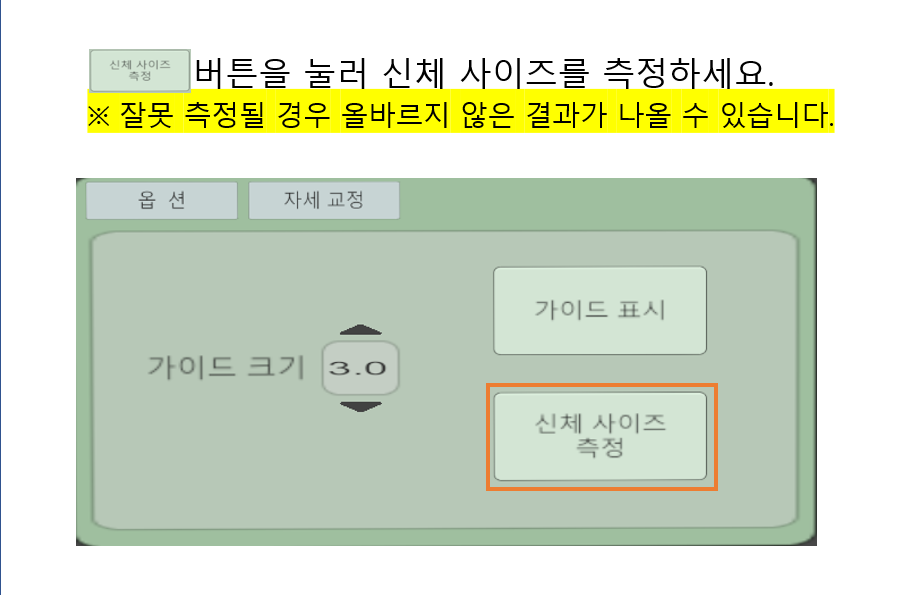 신체 사이즈
측정
버튼을 눌러 신체 사이즈를 측정하세요.
※ 잘못 측정될 경우 올바르지 않은 결과가 나올 수 있습니다.
옵 션
자세 교정
가이드 표시
가이드 크기
3.0
신체 사이즈
측정